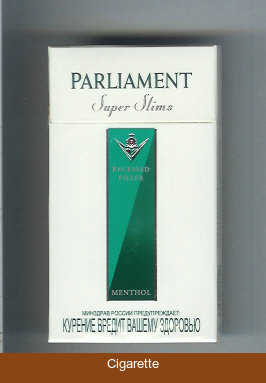 PARLIAMENT
Super Slims
RECESSED
FILTER
MENTHOL
МИНЗДРАВ РОССИИ ПРЕДУПРЕЖДАЕТ:
КУРЕНИЕ ВРЕДИТ ВАШЕМУ ЗДОРОВЬЮ
Cigarette